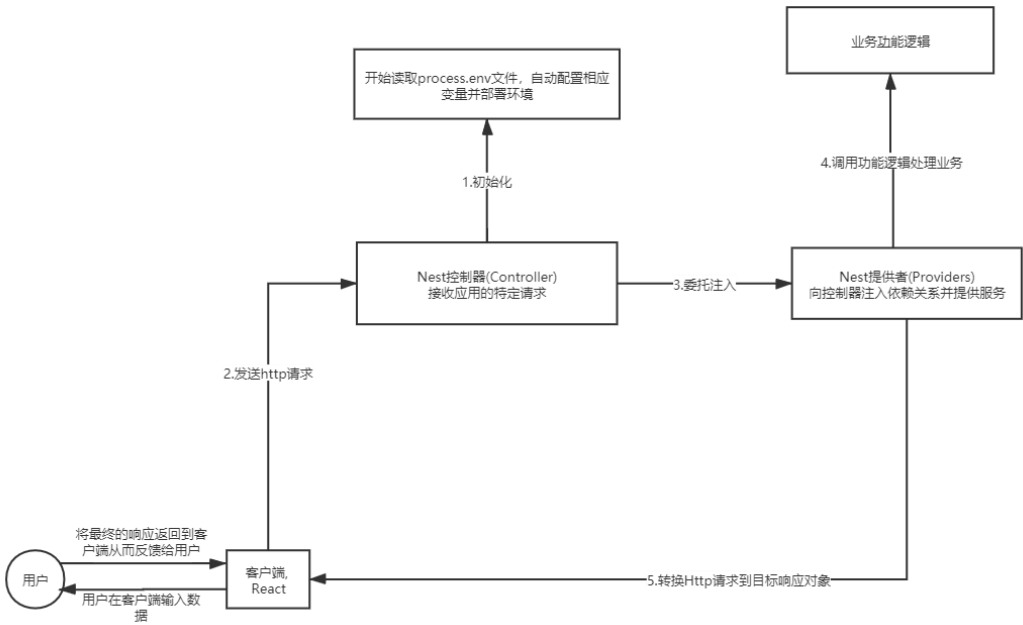 业务功能逻辑
开始读取process.env文件，自动配置相应
变量并部署环境
4.调用功能逻辑处理业务
1.初始化
Nest控制器(Controller)
接收应用的特定请求
3.委托注入
Nest提供者(Providers)
向控制器注入依赖关系并提供服务
2.发送http请求
将最终的响应返回到客
户端从而反馈给用户
用户
客户端,
React
5.转换Http请求到目标响应对象
用户在客户端输入数
据